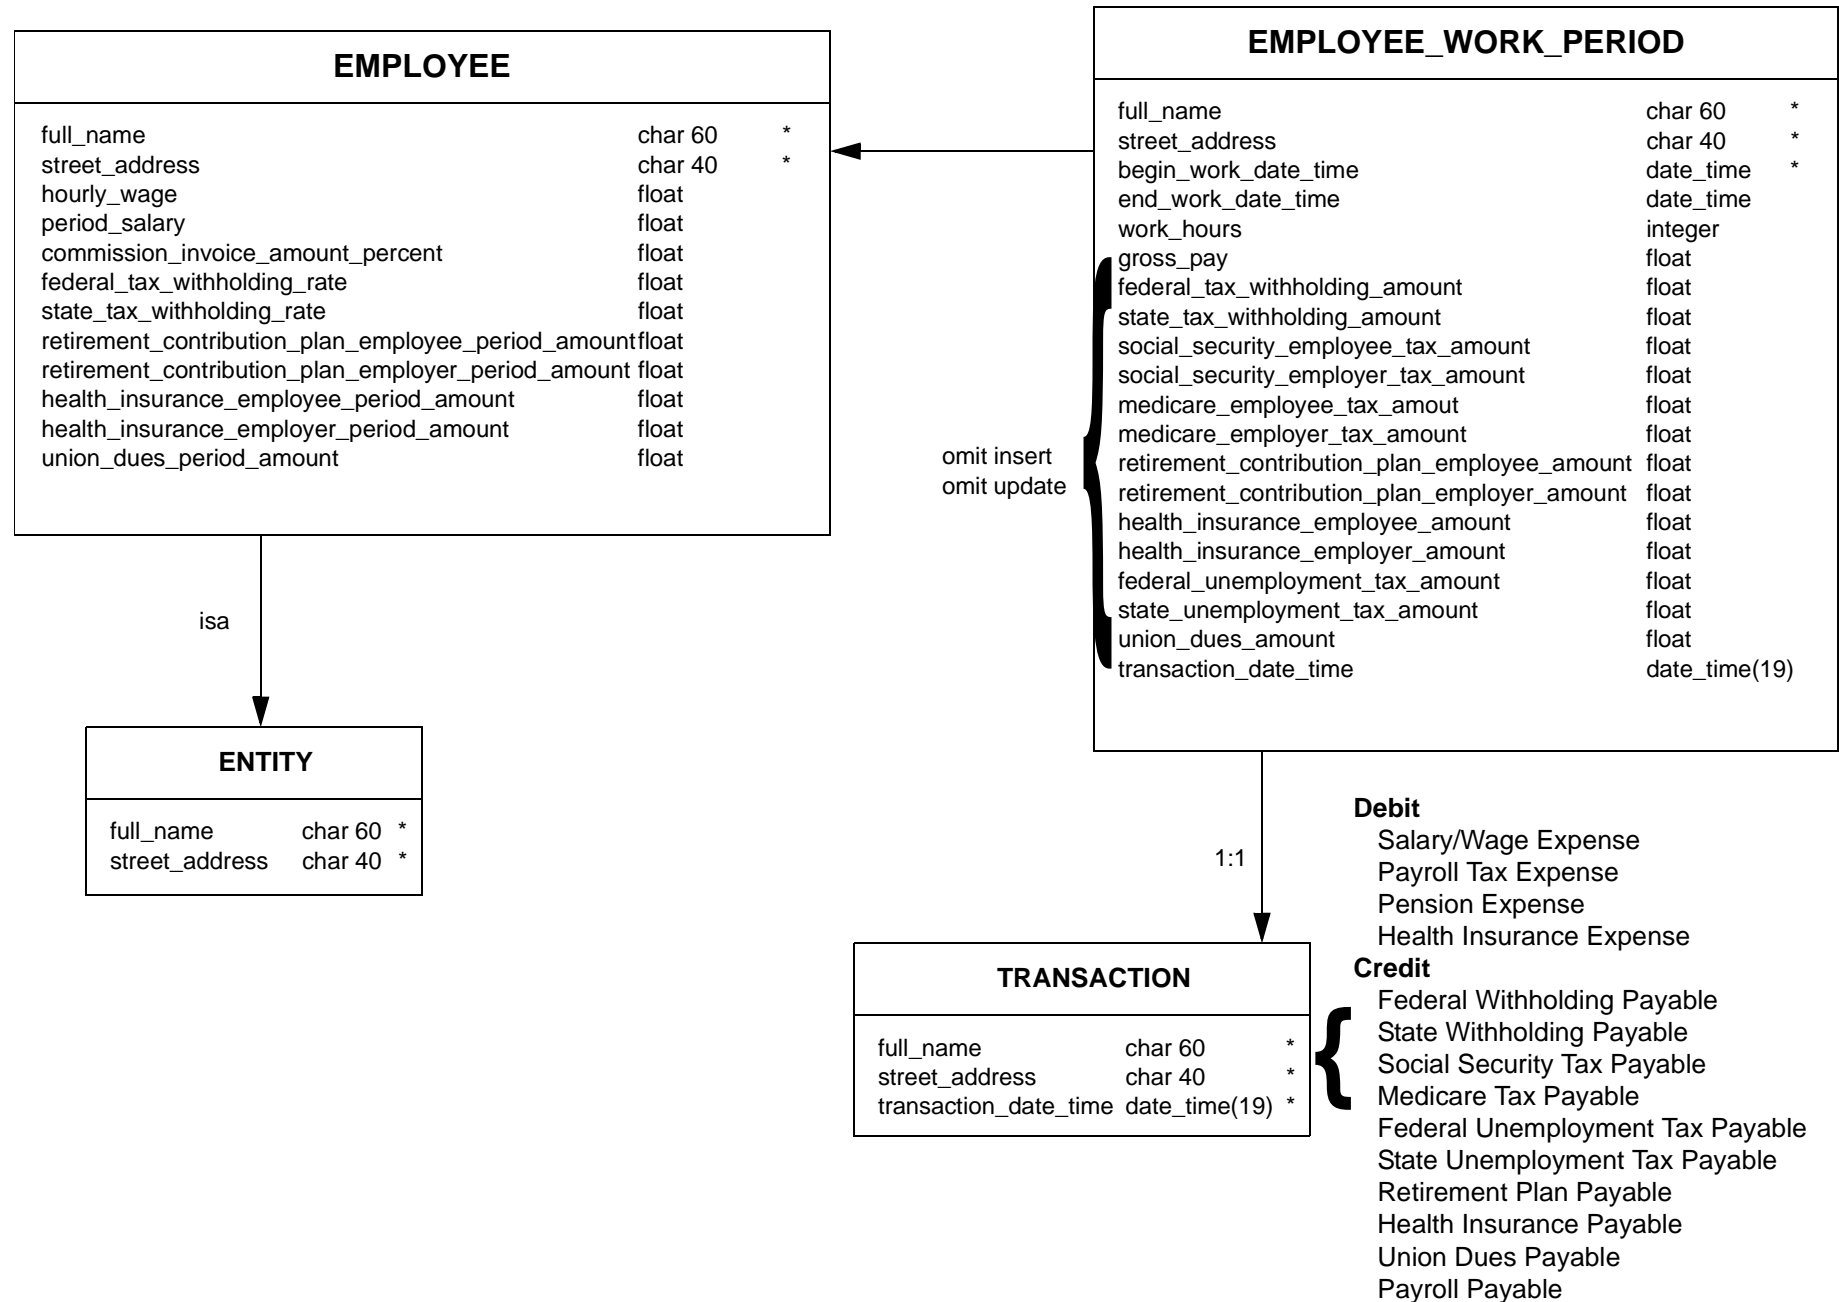 EMPLOYEE
full_name char 60 *
street_address char 40 *
hourly_wage float
period_salary float
commission_invoice_amount_percent float
federal_tax_withholding_rate float
state_tax_withholding_rate float
retirement_contribution_plan_employee_period_amount float
retirement_contribution_plan_employer_period_amount float
health_insurance_employee_period_amount float
health_insurance_employer_period_amount float
union_dues_period_amount float
EMPLOYEE_WORK_PERIOD
full_name char 60 *
street_address char 40 *
begin_work_date_time date_time *
end_work_date_time date_time
work_hours integer
gross_pay float
federal_tax_withholding_amount float
state_tax_withholding_amount float
social_security_employee_tax_amount float
social_security_employer_tax_amount float
medicare_employee_tax_amout float
medicare_employer_tax_amount float
retirement_contribution_plan_employee_amount float
retirement_contribution_plan_employer_amount float
health_insurance_employee_amount float
health_insurance_employer_amount float
federal_unemployment_tax_amount float
state_unemployment_tax_amount float
union_dues_amount float
transaction_date_time date_time(19)
omit insert
omit update
isa
ENTITY
full_name char 60 *
street_address char 40 *
1:1
TRANSACTION
full_name char 60 *
street_address char 40 *
transaction_date_time date_time(19) *
Debit
Salary/Wage Expense
Payroll Tax Expense
Pension Expense
Health Insurance Expense
Credit
Federal Withholding Payable
State Withholding Payable
Social Security Tax Payable
Medicare Tax Payable
Federal Unemployment Tax Payable
State Unemployment Tax Payable
Retirement Plan Payable
Health Insurance Payable
Union Dues Payable
Payroll Payable